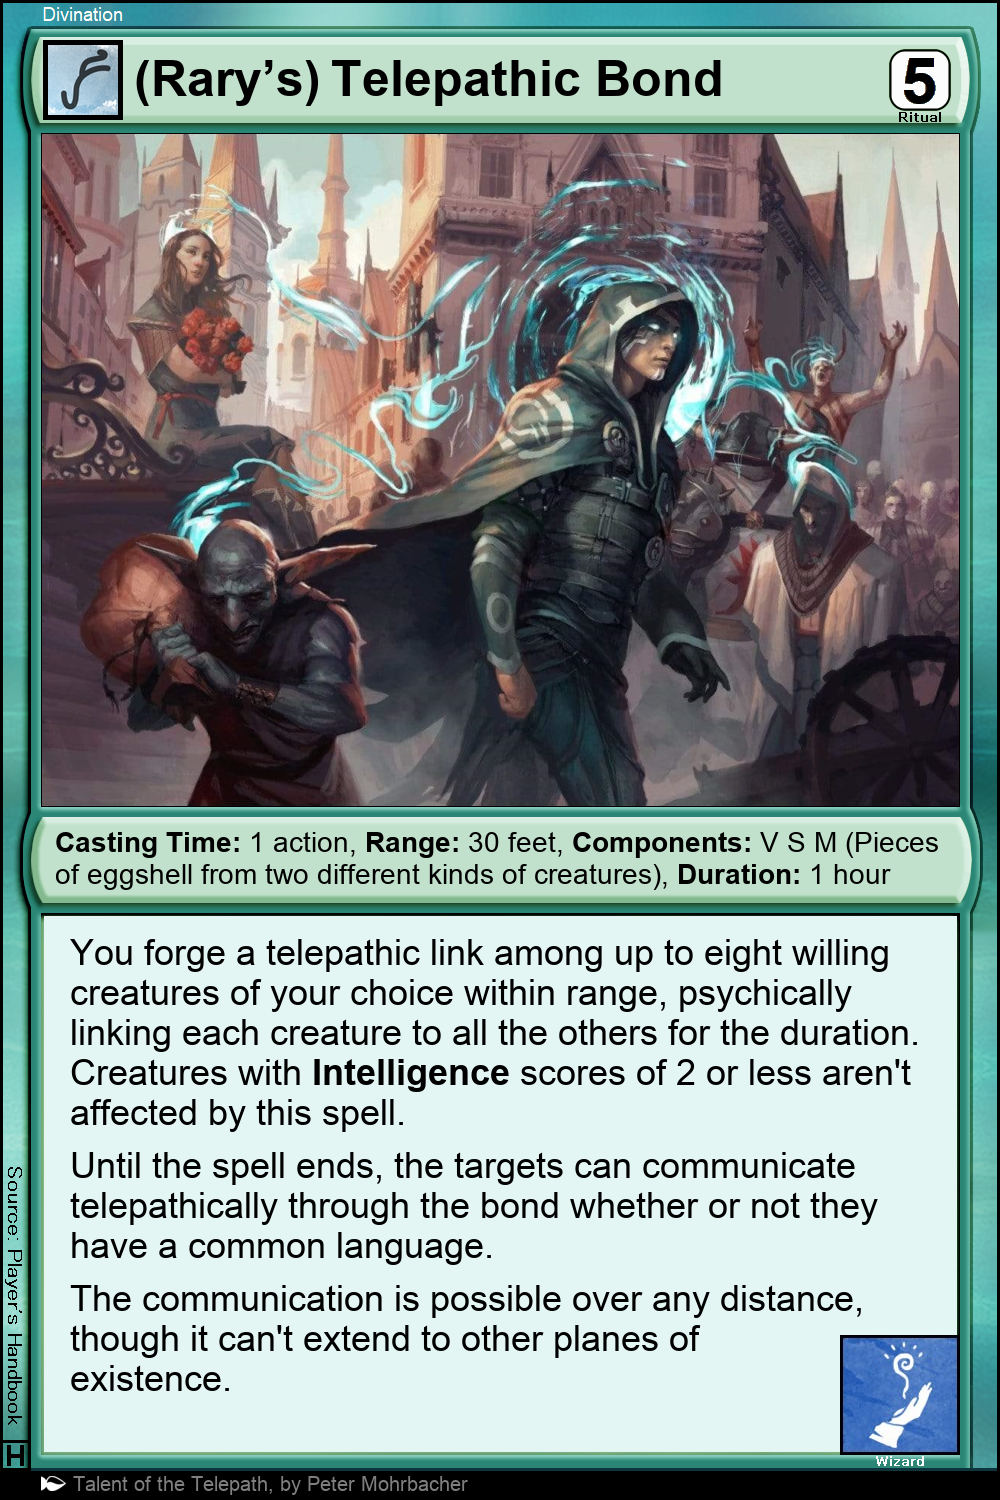 Divination
(Rary’s) Telepathic Bond
5
Ritual
Casting Time: 1 action, Range: 30 feet, Components: V S M (Pieces
of eggshell from two different kinds of creatures), Duration: 1 hour
You forge a telepathic link among up to eight willing
creatures of your choice within range, psychically
linking each creature to all the others for the duration.
Creatures with Intelligence scores of 2 or less aren't
affected by this spell.
Until the spell ends, the targets can communicate
telepathically through the bond whether or not they
have a common language.
The communication is possible over any distance,
though it can't extend to other planes of
existence.
Source: Player's Handbook
H
Wizard
Talent of the Telepath, by Peter Mohrbacher